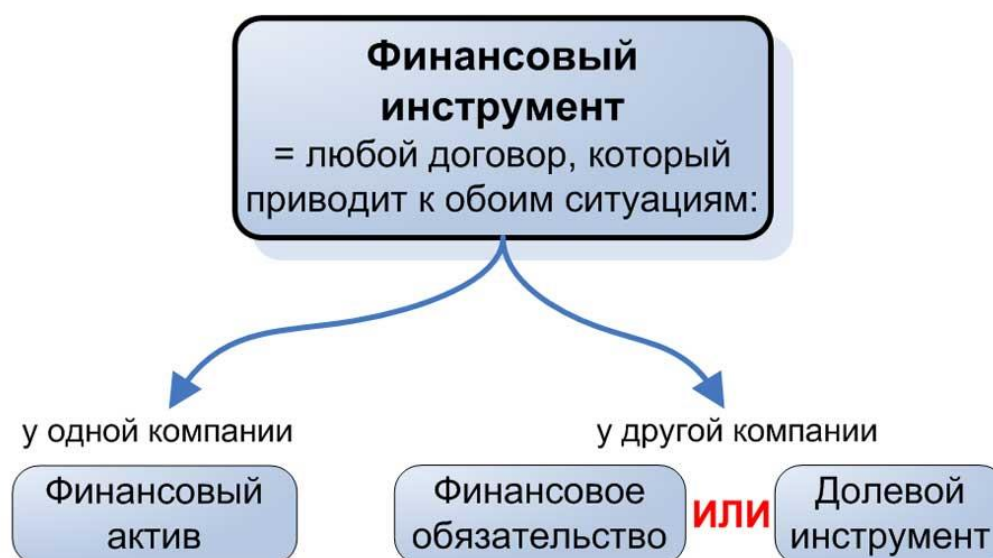 Финансовый
инструмент
= любой договор, который
приводит к обоим ситуациям:
у одной компании
у другой компании
Финансовый
актив
Финансовое
обязательство
ИЛИ
Долевой
инструмент